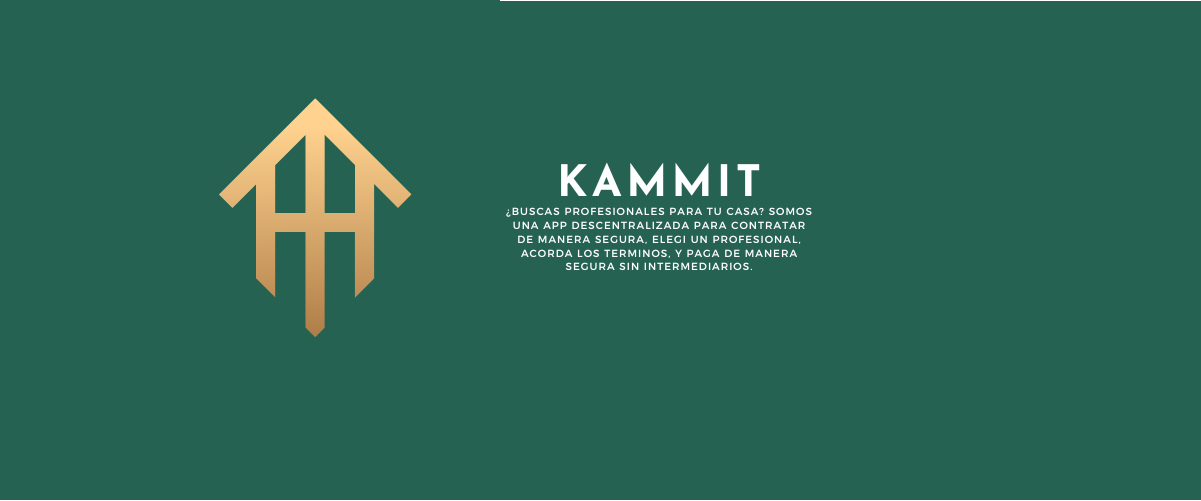 KAMMIT
¿BUSCAS PROFESIONALES PARA TU CASA? SOMOS
UNA APP DESCENTRALIZADA PARA CONTRATAR
DE MANERA SEGURA, ELEGI UN PROFESIONAL,
ACORDA LOS TERMINOS, Y PAGA DE MANERA
SEGURA SIN INTERMEDIARIOS.